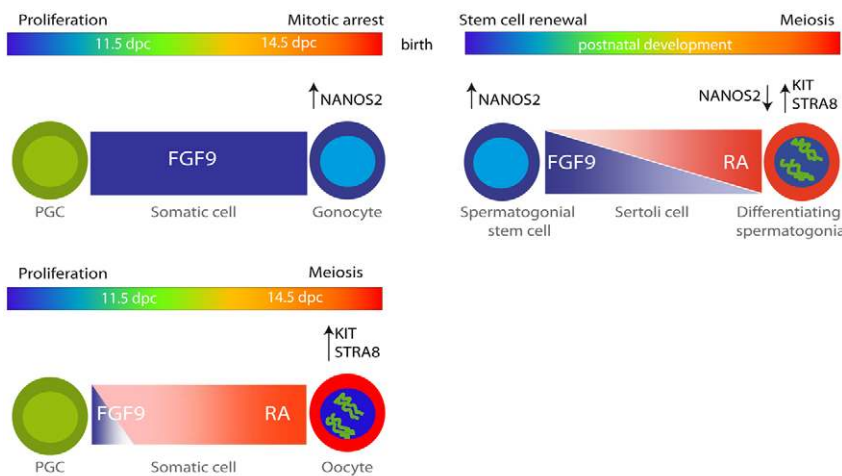 Proliferation Mitotic arrest
11.5 dpc 14.5 dpc
birth
NANOS2
FGF9
PGC Somatic cell Gonocyte
Stem cell renewal Meiosis
postnatal development
NANOS2 NANOS2 KIT
STRA8
FGF9 RA
Spermatogonial Sertoli cell Differentiating
stem cell spermatogonia
Proliferation Meiosis
11.5 dpc 14.5 dpc
KIT
STRA8
FGF9 RA
PGC Somatic cell Oocyte